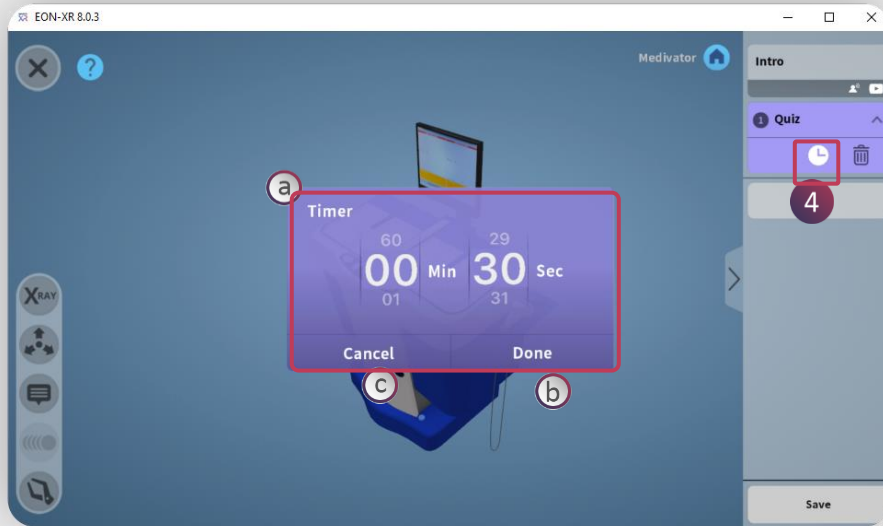 EON-XR 8.0.3
?
Medivator
Intro
1 Quiz
4
a
Timer
60 29
00 Min 30 Sec
01 31
Cancel Done
c b
XRAY
Save